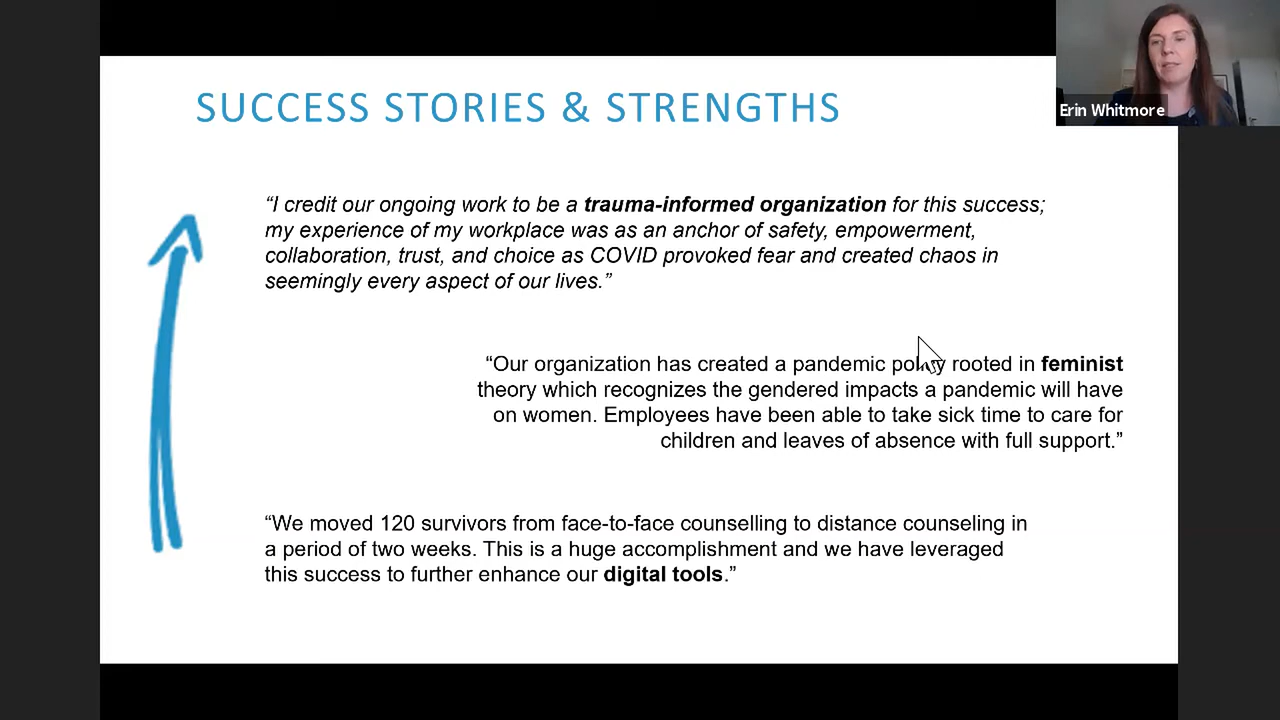 SUCCESS STORIES & STRENGTHS
Erin Whitmore
“I credit our ongoing work to be a trauma-informed organization for this success;
my experience of my workplace was as an anchor of safety, empowerment,
collaboration, trust, and choice as COVID provoked fear and created chaos in
seemingly every aspect of our lives.”
“Our organization has created a pandemic policy rooted in feminist
theory which recognizes the gendered impacts a pandemic will have
on women. Employees have been able to take sick time to care for
children and leaves of absence with full support.”
“We moved 120 survivors from face-to-face counselling to distance counseling in
a period of two weeks. This is a huge accomplishment and we have leveraged
this success to further enhance our digital tools.”